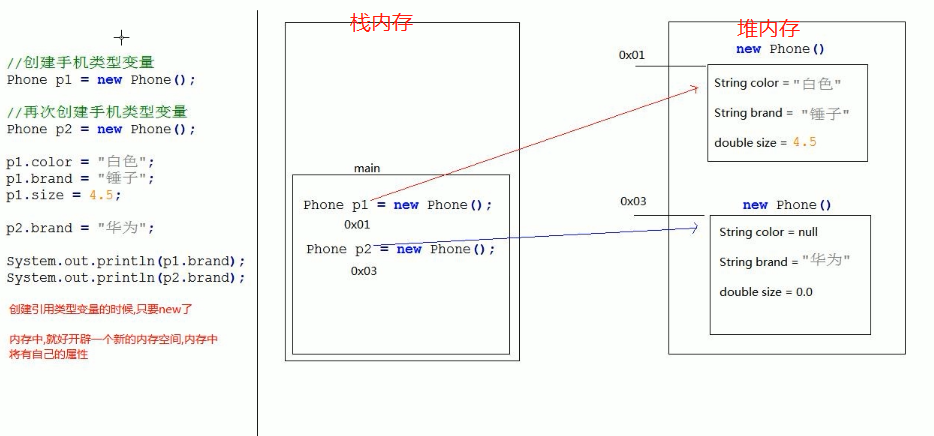 //创建手机类型变量
Phone p1 = new Phone();
//再次创建手机类型变量
Phone p2 = new Phone();
p1.color = "白色";
p1.brand = "锤子";
p1.size = 4.5;
p2.brand = "华为";
System.out.println(p1.brand);
System.out.println(p2.brand);
创建引用类型变量的时候,只要new了
内存中,就好开辟一个新的内存空间,内存中
将有自己的属性
栈内存
main
Phone p1 = new Phone();
0x01
Phone p2 = new Phone();
0x03
堆内存
new Phone()
0x01
String color = "白色"
String brand = "锤子"
double size = 4.5
0x03
new Phone()
String color = null
String brand = "华为"
double size = 0.0